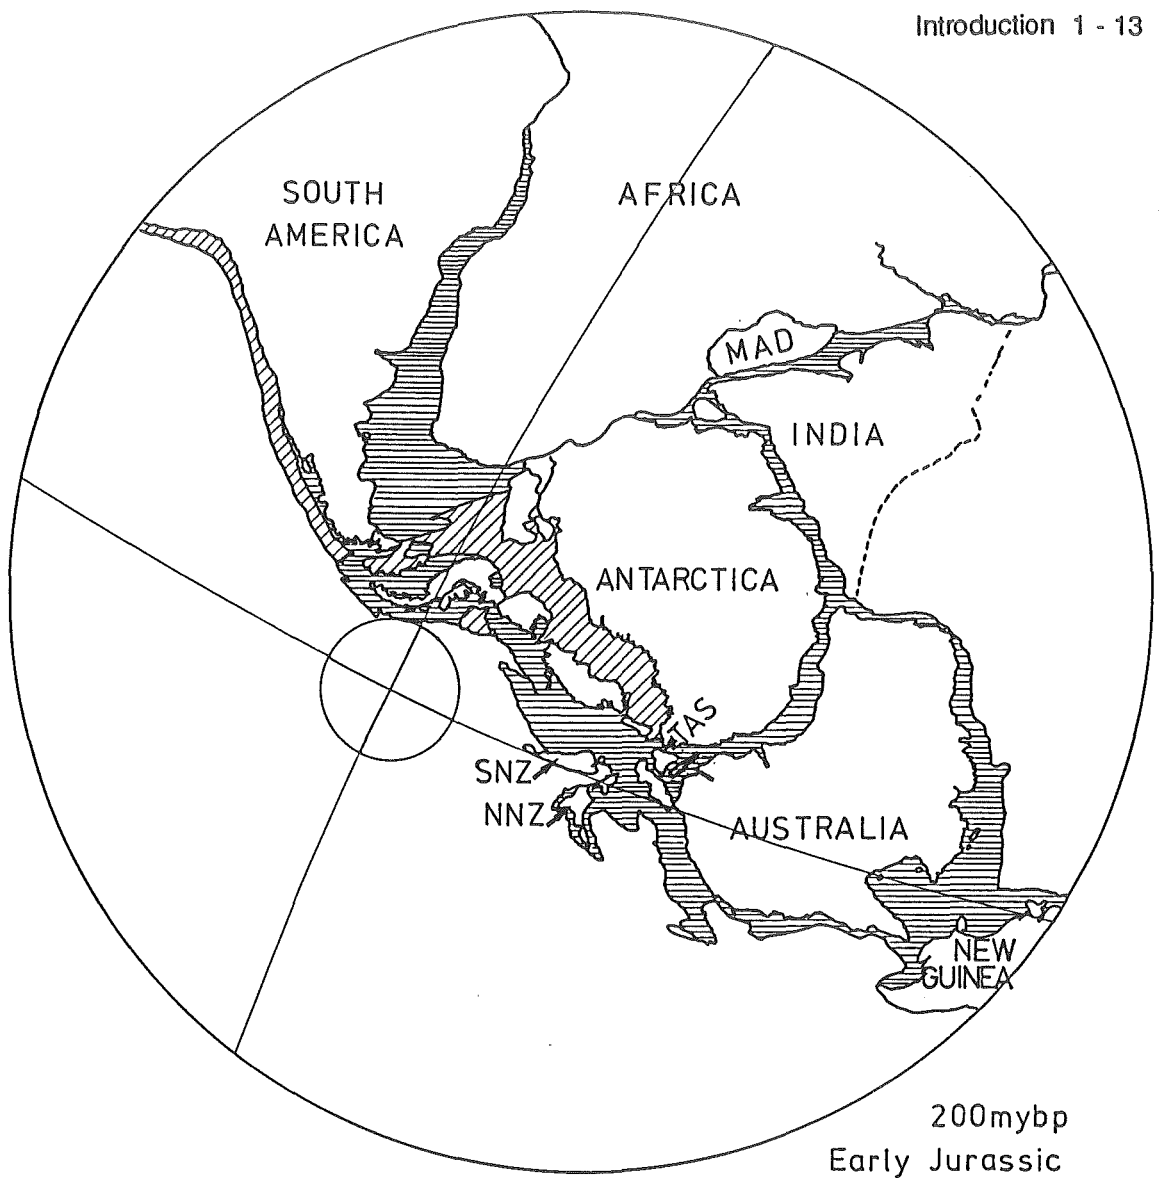 Introduction 1 - 13
SOUTH
AMERICA
AFRICA
MAD
INDIA
ANTARCTICA
TAS
SNZ
NNZ
AUSTRALIA
NEW
GUINEA
200mybp
Early Jurassic